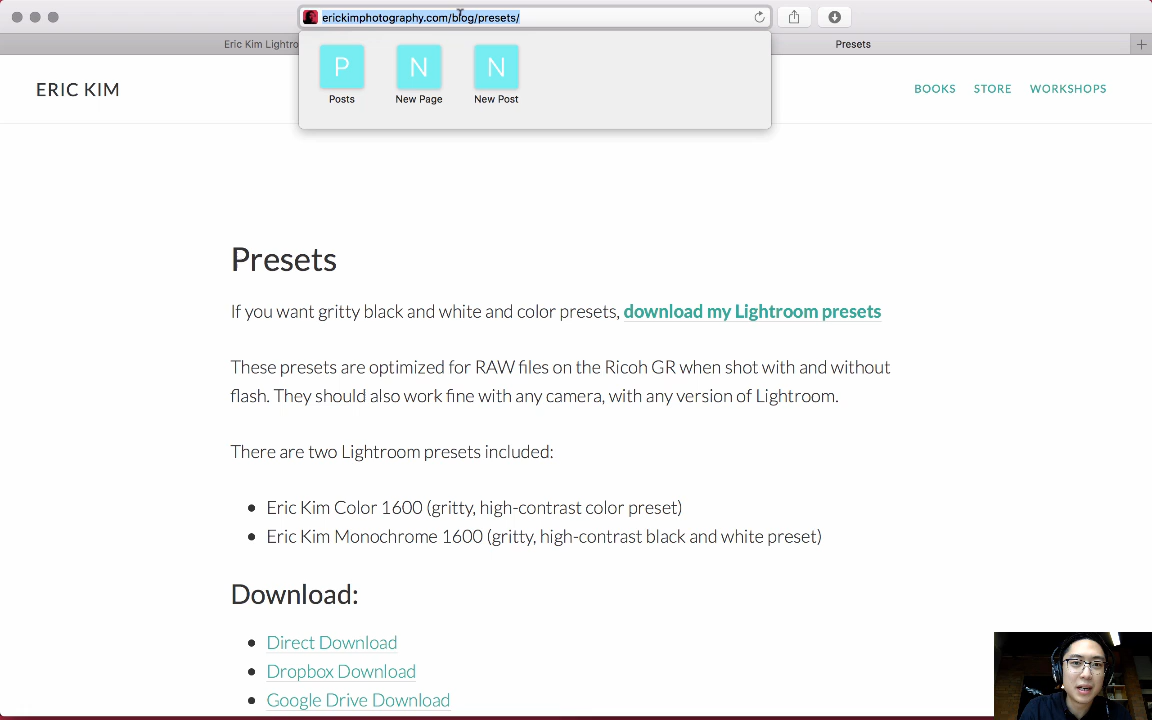 erickimphotography.com/blog/presets/
Eric Kim Lightro
Presets
P
N
N
Posts
New Page
New Post
ERIC KIM
BOOKS
STORE
WORKSHOPS
Presets
If you want gritty black and white and color presets, download my Lightroom presets
These presets are optimized for RAW files on the Ricoh GR when shot with and without
flash. They should also work fine with any camera, with any version of Lightroom.
There are two Lightroom presets included:
Eric Kim Color 1600 (gritty, high-contrast color preset)
Eric Kim Monochrome 1600 (gritty, high-contrast black and white preset)
Download:
Direct Download
Dropbox Download
Google Drive Download